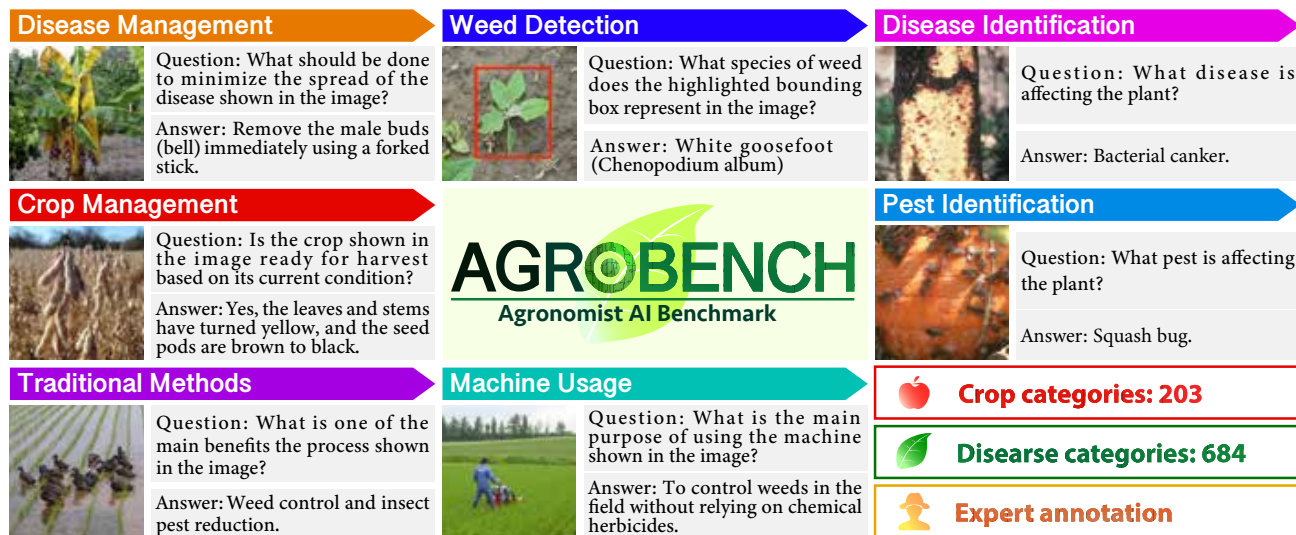 Disease Management
Question: What should be done
to minimize the spread of the
disease shown in the image?
Answer: Remove the male buds
(bell) immediately using a forked
stick.
Weed Detection
Question: What species of weed
does the highlighted bounding
box represent in the image?
Answer: White goosefoot
(Chenopodium album)
Disease Identification
Question: What disease is
affecting the plant?
Answer: Bacterial canker.
Crop Management
Question: Is the crop shown in
the image ready for harvest
based on its current condition?
Answer: Yes, the leaves and stems
have turned yellow, and the seed
pods are brown to black.
AGROBENCH
Agronomist AI Benchmark
Pest Identification
Question: What pest is affecting
the plant?
Answer: Squash bug.
Traditional Methods
Question: What is one of the
main benefits the process shown
in the image?
Answer: Weed control and insect
pest reduction.
Machine Usage
Question: What is the main
purpose of using the machine
shown in the image?
Answer: To control weeds in the
field without relying on chemical
herbicides.
Crop categories: 203
Disearse categories: 684
Expert annotation